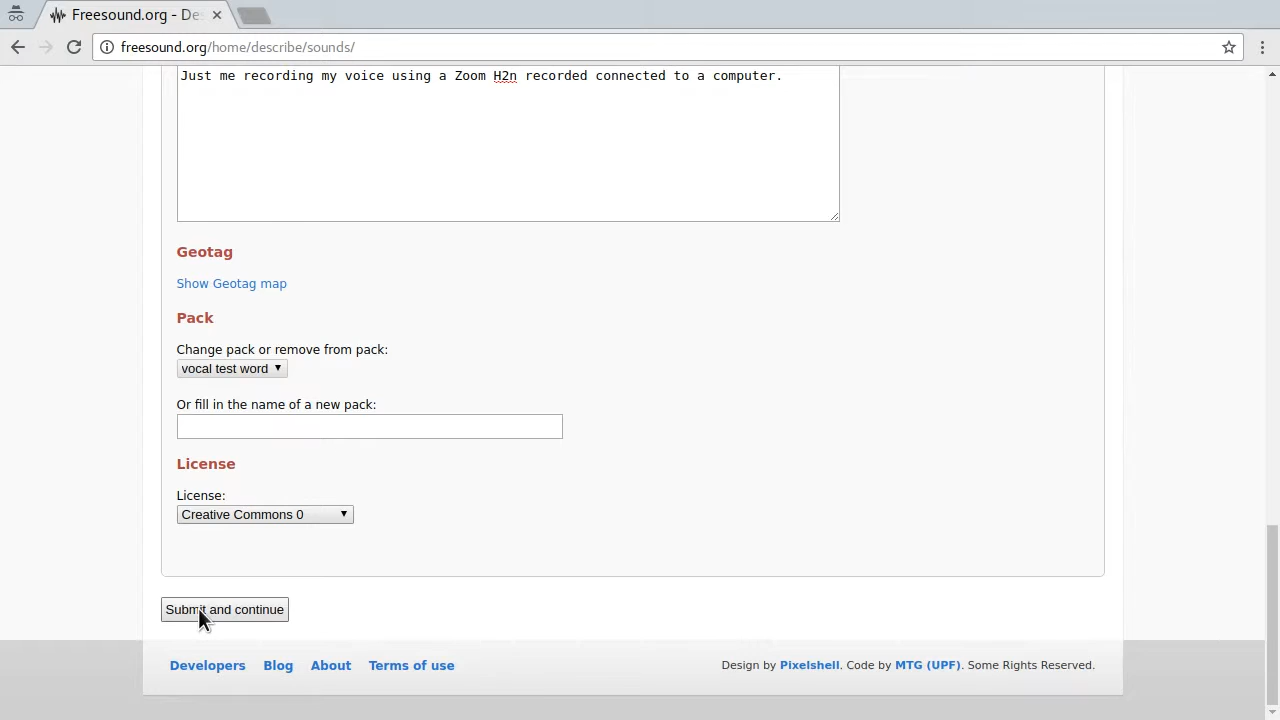 Freesound.org - De
freesound.org/home/describe/sounds/
Just me recording my voice using a Zoom H2n recorded connected to a computer.
Geotag
Show Geotag map
Pack
Change pack or remove from pack:
vocal test word
Or fill in the name of a new pack:
License
License:
Creative Commons 0
Submit and continue
Developers Blog About Terms of use
Design by Pixelshell. Code by MTG (UPF). Some Rights Reserved.